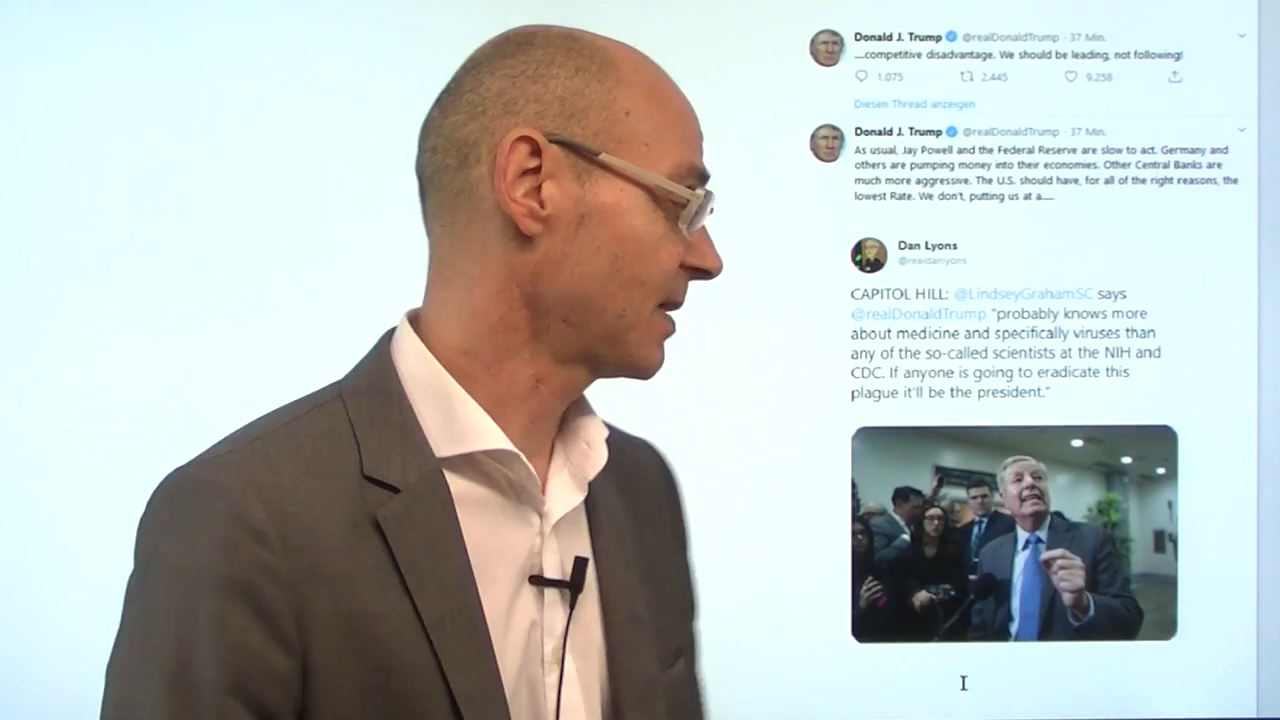 Donald J. Trump @realDonaldTrump · 37 Min.
....competitive disadvantage. We should be leading, not following!
1.075 2.445 9.258
Diesen Thread anzeigen
Donald J. Trump @realDonaldTrump · 37 Min.
As usual, Jay Powell and the Federal Reserve are slow to act. Germany and
others are pumping money into their economies. Other Central Banks are
much more aggressive. The U.S. should have, for all of the right reasons, the
lowest Rate. We don't, putting us at a....
Dan Lyons
@realdanlyons
CAPITOL HILL: @LindseyGrahamSC says
@realDonaldTrump "probably knows more
about medicine and specifically viruses than
any of the so-called scientists at the NIH and
CDC. If anyone is going to eradicate this
plague it'll be the president."